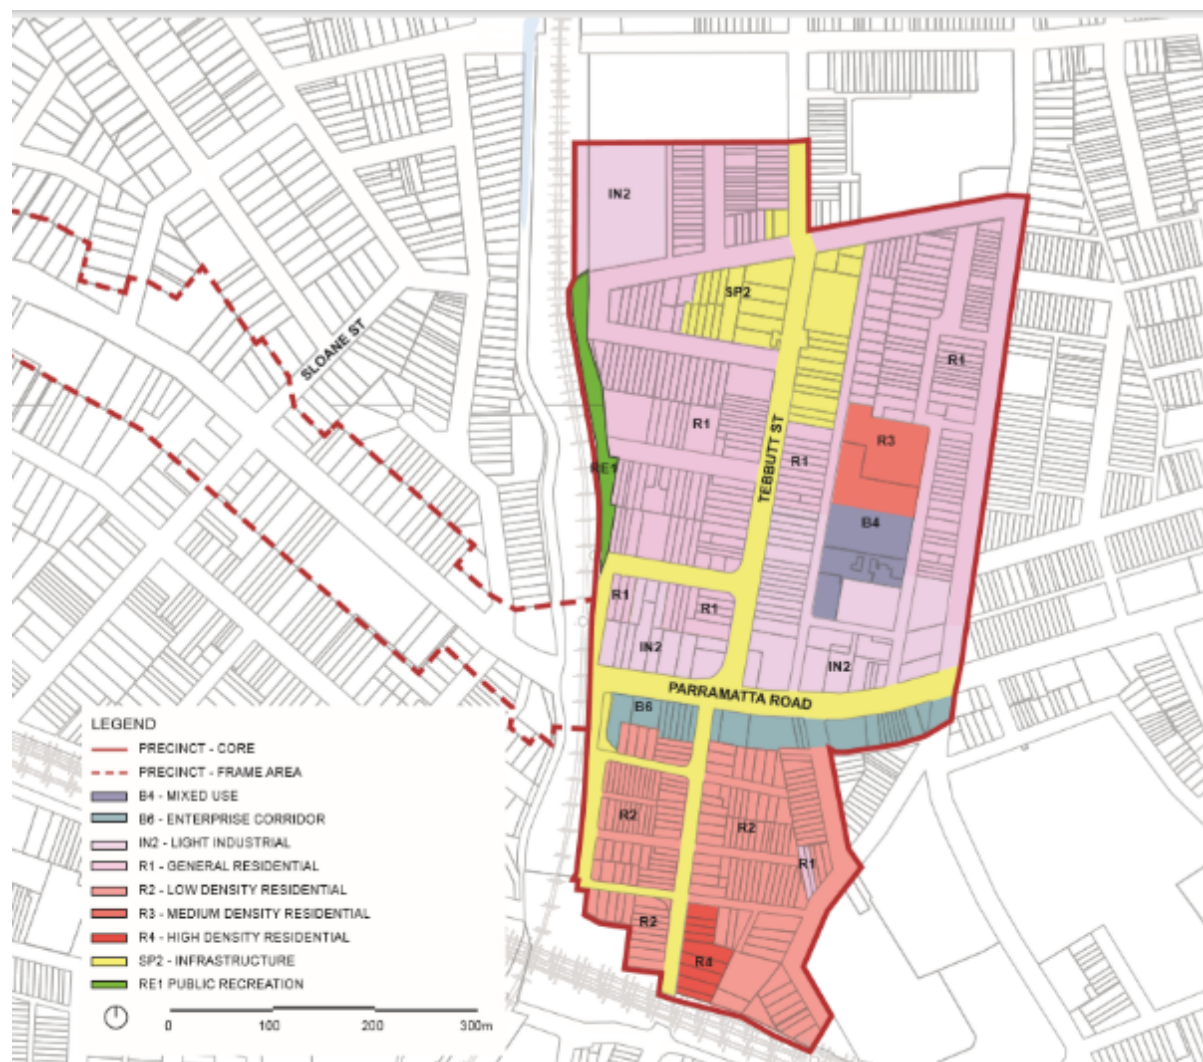 IN2
SP2
SLOANE ST
R1
R1
R3
TEBBUTT ST
R1
RE1
B4
R1
R1
IN2
IN2
PARRAMATTA ROAD
B6
R2
R2
R1
R2
R4
LEGEND
PRECINCT - CORE
PRECINCT - FRAME AREA
B4 - MIXED USE
B6 - ENTERPRISE CORRIDOR
IN2 - LIGHT INDUSTRIAL
R1 - GENERAL RESIDENTIAL
R2 - LOW DENSITY RESIDENTIAL
R3 - MEDIUM DENSITY RESIDENTIAL
R4 - HIGH DENSITY RESIDENTIAL
SP2 - INFRASTRUCTURE
RE1 PUBLIC RECREATION
0 100 200 300m